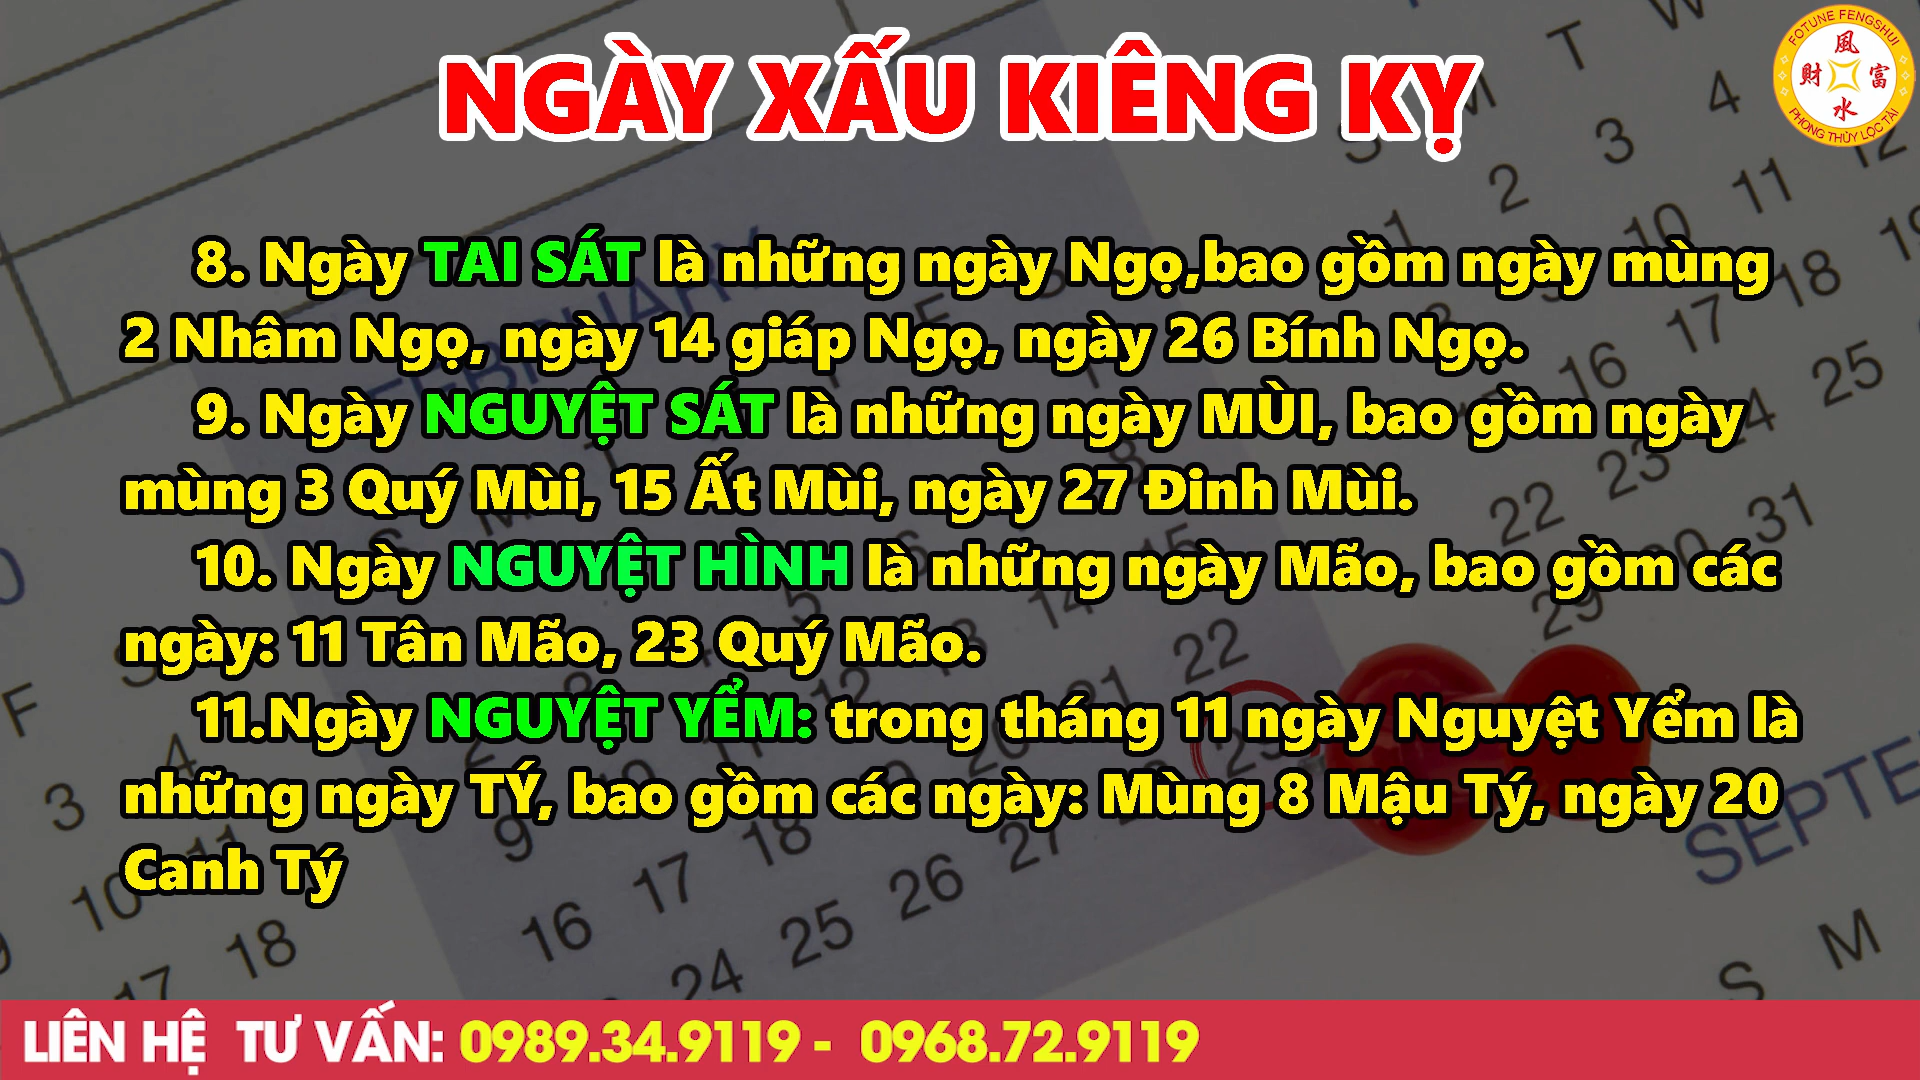 NGÀY XẤU KIÊNG KỴ
FOTUNE FENGSHUI
風
財 富
水
PHONG THỦY LỘC TÀI
8. Ngày TAI SÁT là những ngày Ngọ,bao gồm ngày mùng
2 Nhâm Ngọ, ngày 14 giáp Ngọ, ngày 26 Bính Ngọ.
9. Ngày NGUYỆT SÁT là những ngày MÙI, bao gồm ngày
mùng 3 Quý Mùi, 15 Ất Mùi, ngày 27 Đinh Mùi.
10. Ngày NGUYỆT HÌNH là những ngày Mão, bao gồm các
ngày: 11 Tân Mão, 23 Quý Mão.
11.Ngày NGUYỆT YỂM: trong tháng 11 ngày Nguyệt Yểm là
những ngày TÝ, bao gồm các ngày: Mùng 8 Mậu Tý, ngày 20
Canh Tý
LIÊN HỆ TƯ VẤN: 0989.34.9119 - 0968.72.9119